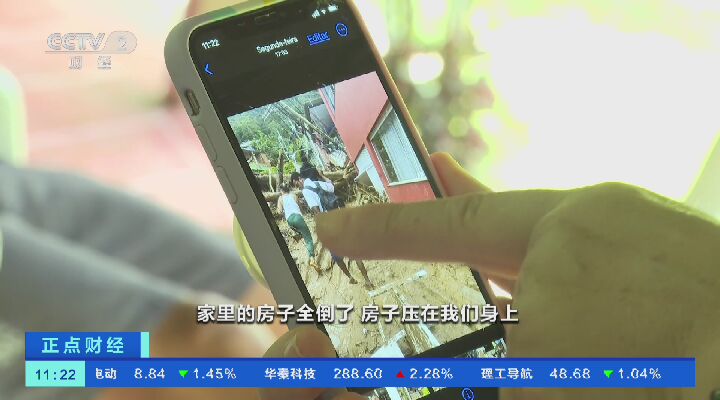 CCTV 2
财经
11:22
Segunda-feira
17:53
Editar
家里的房子全倒了 房子压在我们身上
正点财经
11:22 电动 8.84 ▼1.45% 华秦科技 288.60 ▲2.28% 理工导航 48.68 ▼1.04%